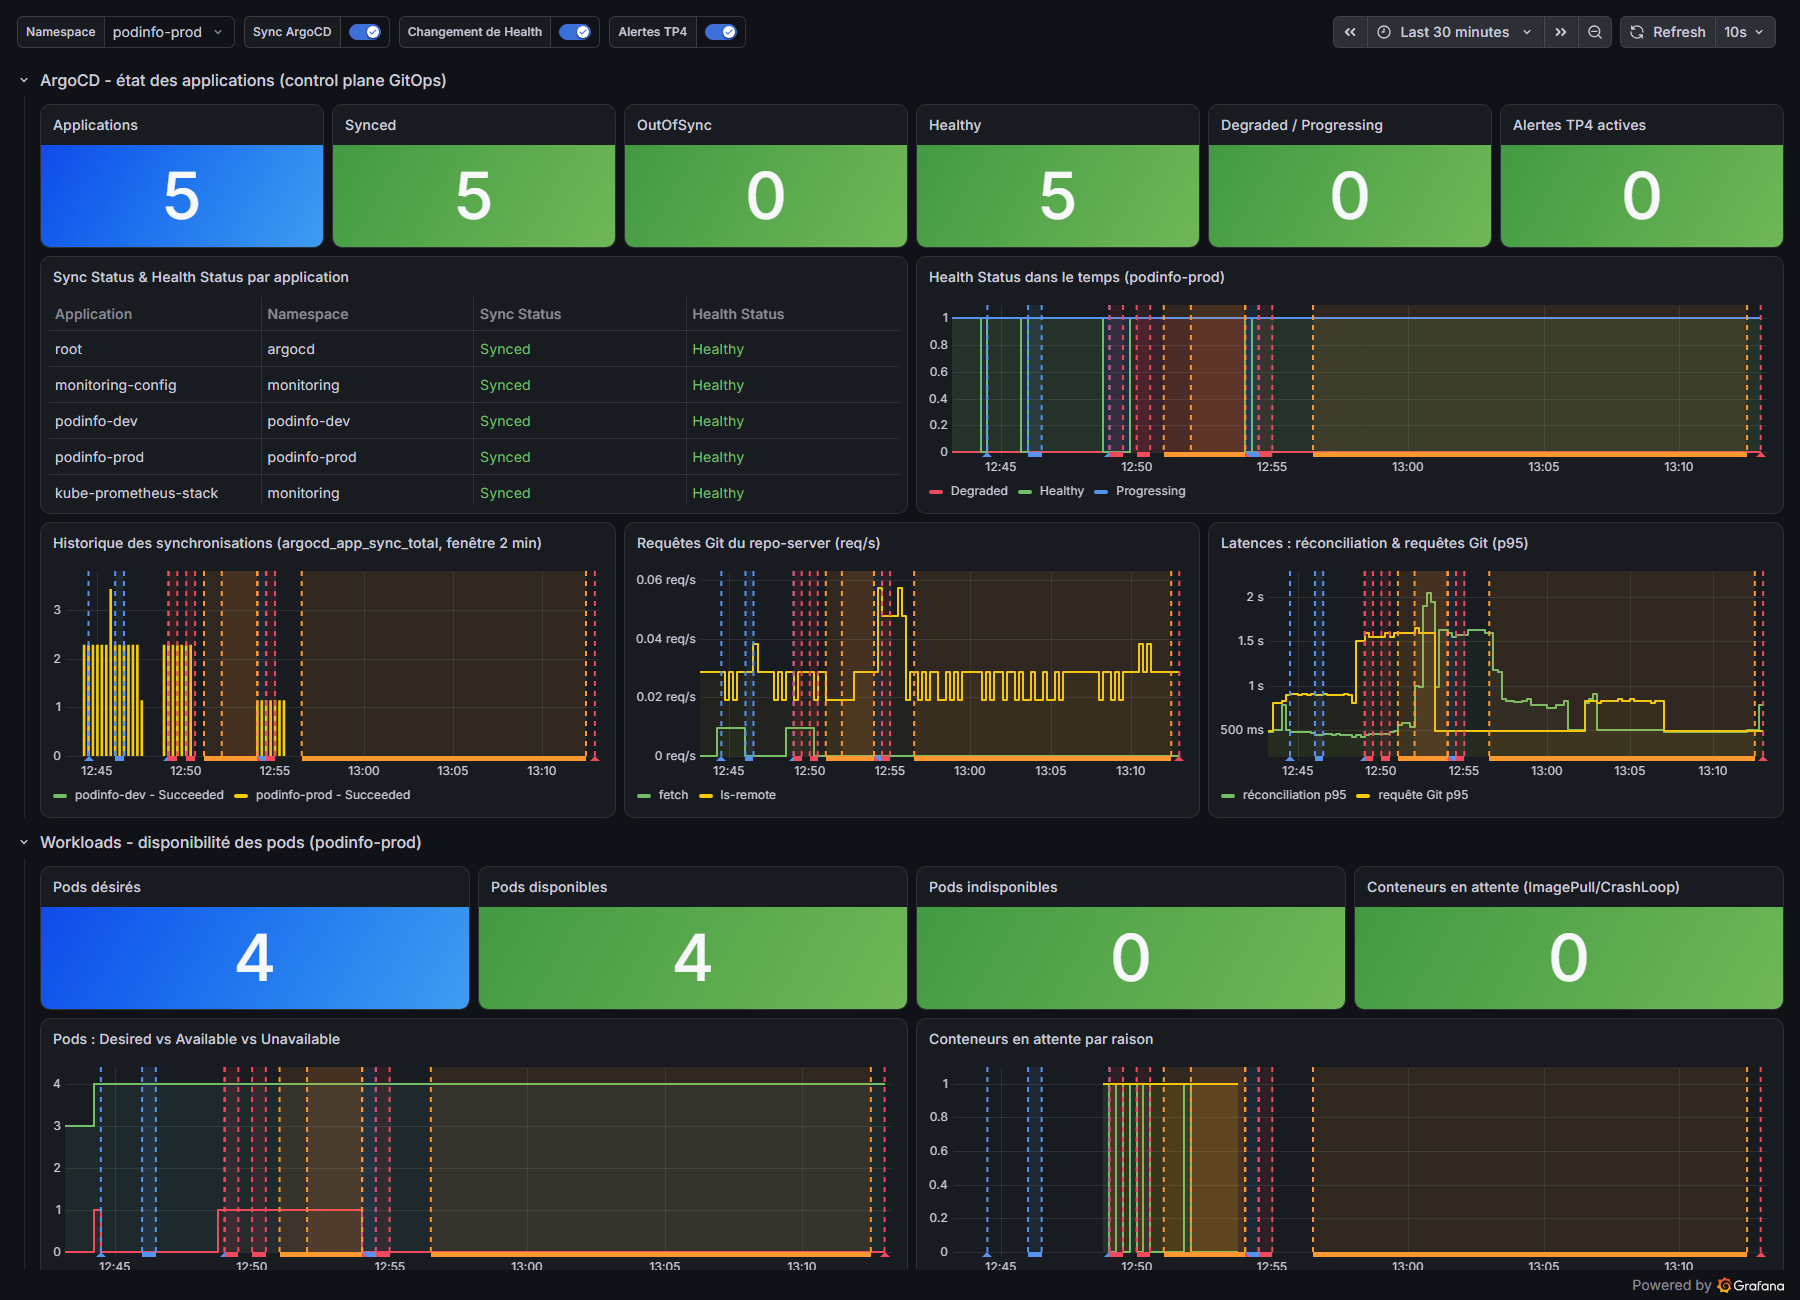 Namespace podinfo-prod Sync ArgoCD Changement de Health Alertes TP4 Last 30 minutes Refresh 10s
ArgoCD - état des applications (control plane GitOps)
Applications Synced OutOfSync Healthy Degraded / Progressing Alertes TP4 actives
5 5 0 5 0 0
Sync Status & Health Status par application
Application Namespace Sync Status Health Status
root argocd Synced Healthy
monitoring-config monitoring Synced Healthy
podinfo-dev podinfo-dev Synced Healthy
podinfo-prod podinfo-prod Synced Healthy
kube-prometheus-stack monitoring Synced Healthy
Health Status dans le temps (podinfo-prod)
1
0.8
0.6
0.4
0.2
0
12:45 12:50 12:55 13:00 13:05 13:10
Degraded Healthy Progressing
Historique des synchronisations (argocd_app_sync_total, fenêtre 2 min)
3
2
1
0
12:45 12:50 12:55 13:00 13:05 13:10
podinfo-dev - Succeeded podinfo-prod - Succeeded
Requêtes Git du repo-server (req/s)
0.06 req/s
0.04 req/s
0.02 req/s
0 req/s
12:45 12:50 12:55 13:00 13:05 13:10
fetch ls-remote
Latences : réconciliation & requêtes Git (p95)
2 s
1.5 s
1 s
500 ms
12:45 12:50 12:55 13:00 13:05 13:10
réconciliation p95 requête Git p95
Workloads - disponibilité des pods (podinfo-prod)
Pods désirés Pods disponibles Pods indisponibles Conteneurs en attente (ImagePull/CrashLoop)
4 4 0 0
Pods : Desired vs Available vs Unavailable
4
3
2
1
0
12:45 12:50 12:55 13:00 13:05 13:10
Conteneurs en attente par raison
1
0.8
0.6
0.4
0.2
0
12:45 12:50 12:55 13:00 13:05 13:10
Powered by Grafana